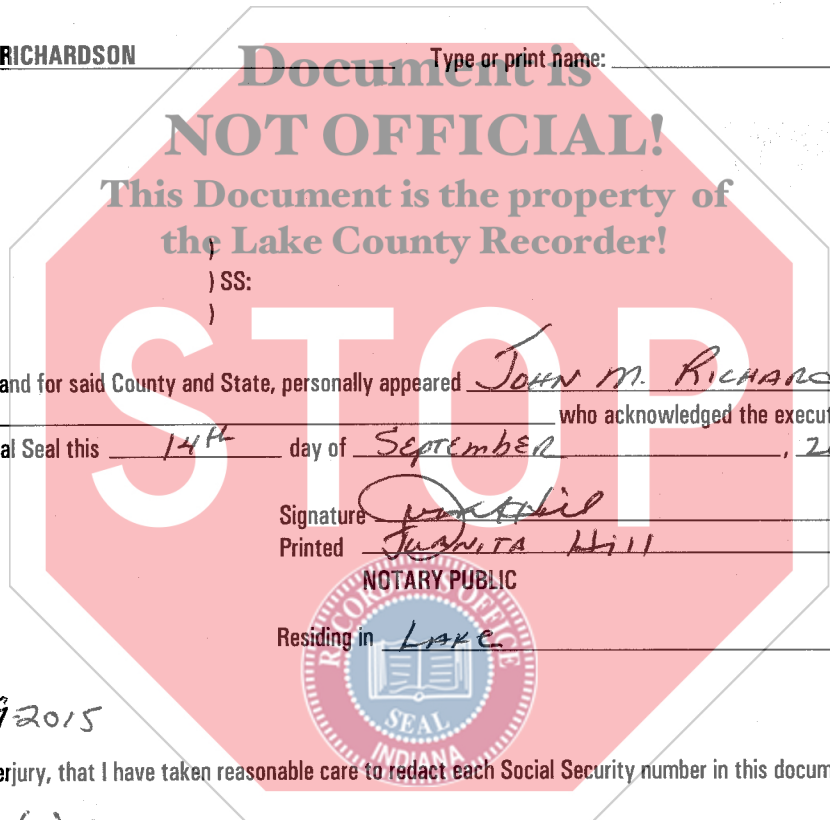 RICHARDSON Type or print name:
Document is
NOT OFFICIAL!
This Document is the property of
the Lake County Recorder!
)
) SS:
)
STOP
and for said County and State, personally appeared JOHN M. RICHARD
who acknowledged the execut
al Seal this 14th day of SEPTEMBER , 2
Signature
Printed JUANITA Hill
NOTARY PUBLIC
Residing in LAKE
RECORDER'S OFFICE
SEAL
INDIANA
-2015
erjury, that I have taken reasonable care to redact each Social Security number in this docum